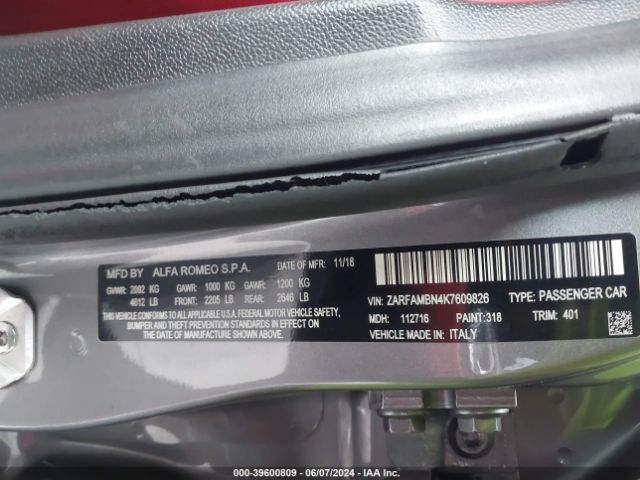 MFD BY ALFA ROMEO S.P.A. DATE OF MFR: 11/18
GVWR: 2092 KG GAWR: 1000 KG GAWR: 1200 KG
4612 LB FRONT: 2205 LB REAR: 2646 LB
THIS VEHICLE CONFORMS TO ALL APPLICABLE U.S.A. FEDERAL MOTOR VEHICLE SAFETY,
BUMPER AND THEFT PREVENTION STANDARDS IN EFFECT ON
THE DATE OF MANUFACTURER SHOWN ABOVE.
VIN: ZARFAMBN4K7609826 TYPE: PASSENGER CAR
MDH: 112716 PAINT:318 TRIM: 401
VEHICLE MADE IN: ITALY
000-39600809 - 06/07/2024 - IAA Inc.